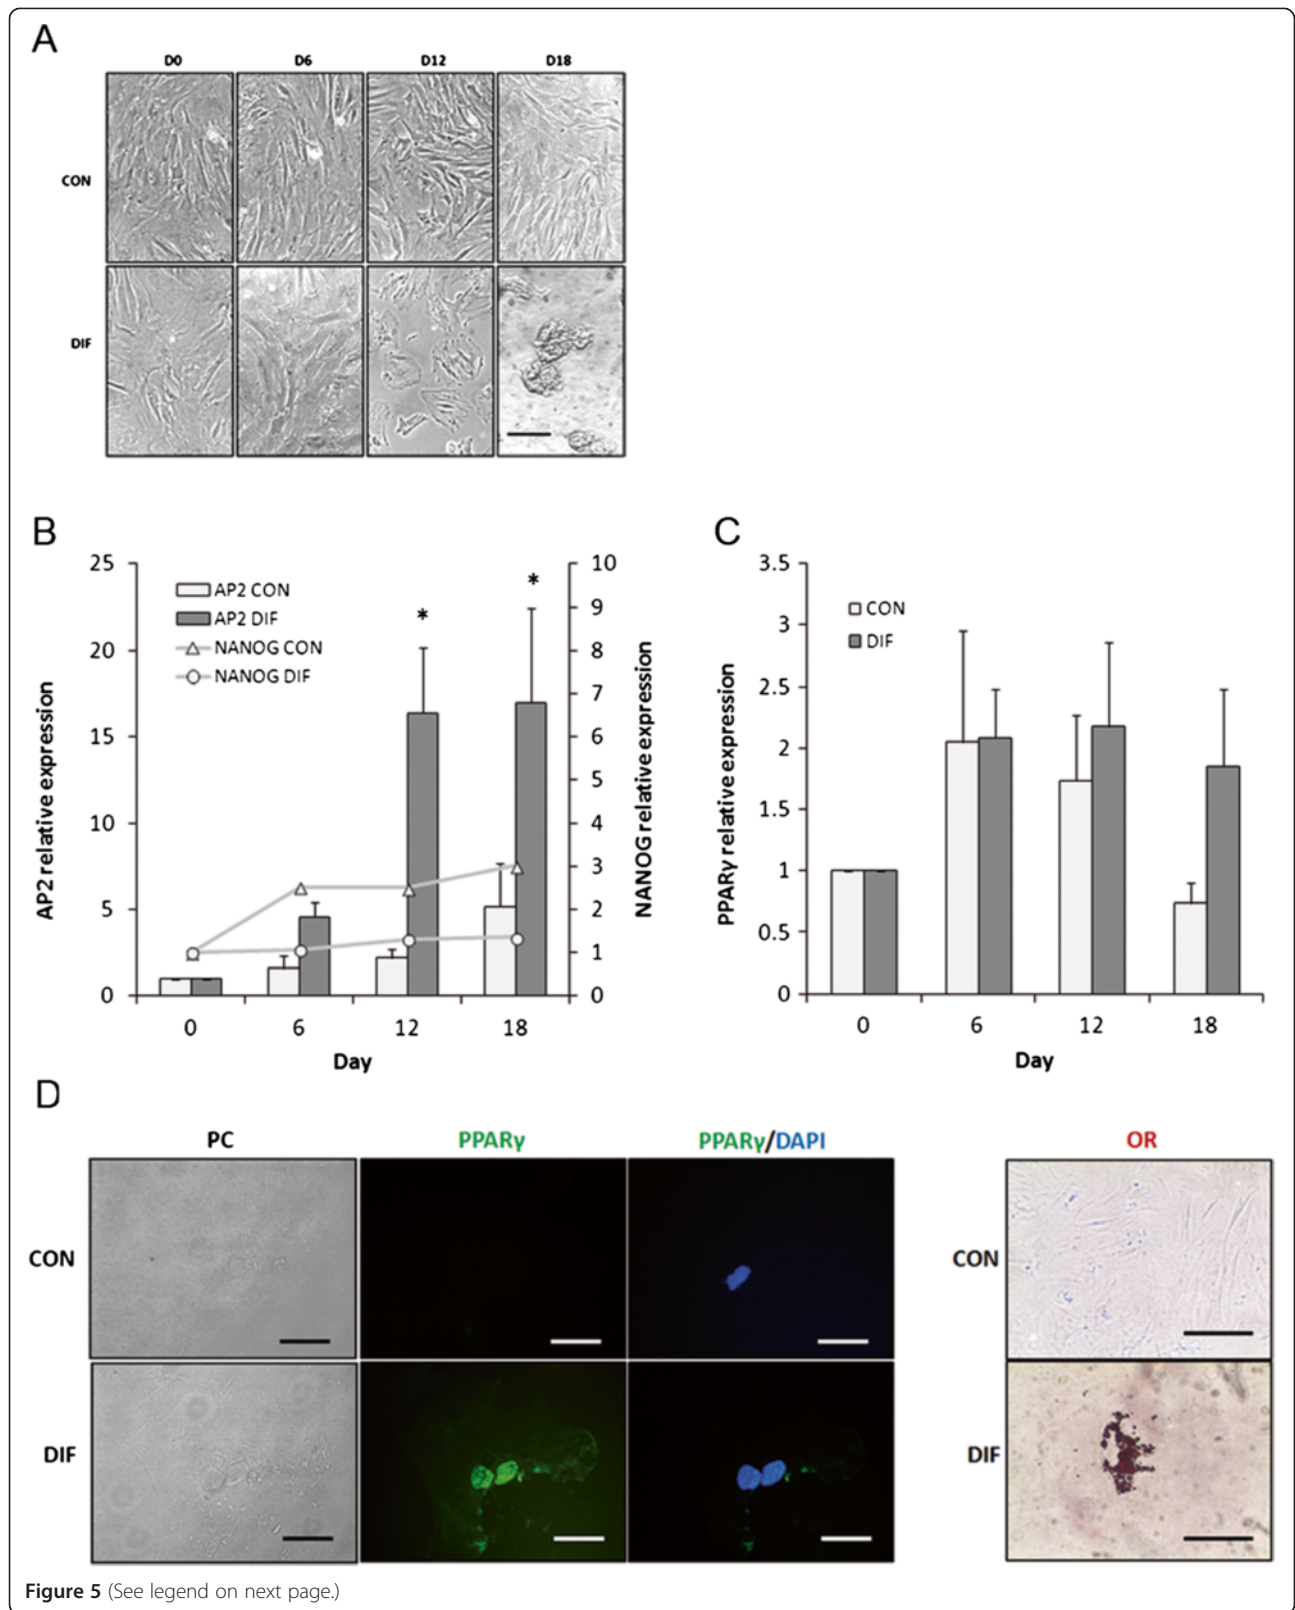 A
D0 D6 D12 D18
CON
DIF
B
25
20
15
10
5
0
AP2 relative expression
AP2 CON
AP2 DIF
NANOG CON
NANOG DIF
*
*
10
9
8
7
6
5
4
3
2
1
0
NANOG relative expression
0 6 12 18
Day
C
3.5
3
2.5
2
1.5
1
0.5
0
PPARγ relative expression
CON
DIF
0 6 12 18
Day
D
PC PPARγ PPARγ/DAPI OR
CON
DIF
CON
DIF
Figure 5 (See legend on next page.)